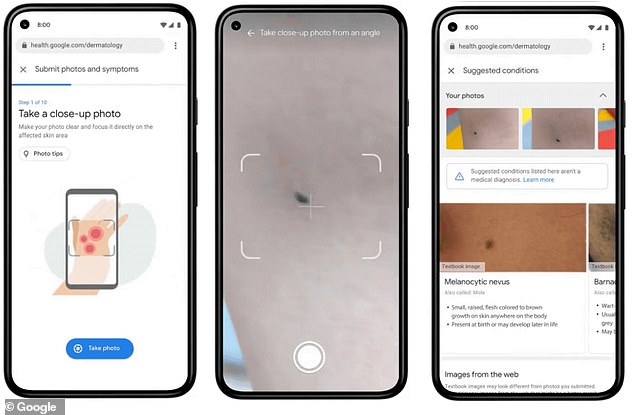 8:00
health.google.com/dermatology
Submit photos and symptoms
Step 1 of 10
Take a close-up photo
Make your photo clear and focus it directly on the
affected skin area
Photo tips
Take photo
Take close-up photo from an angle
8:00
health.google.com/dermatology
Suggested conditions
Your photos
Suggested conditions listed here aren't a
medical diagnosis. Learn more
Textbook image
Textbook
Melanocytic nevus
Also called: Mole
• Small, raised, flesh-colored to brown
growth on skin anywhere on the body
• Present at birth or may develop later in life
Barna
Also
• Wart-
• Usual
grey
• May b
Images from the web
Textbook images may look different from photos you submitted.
© Google